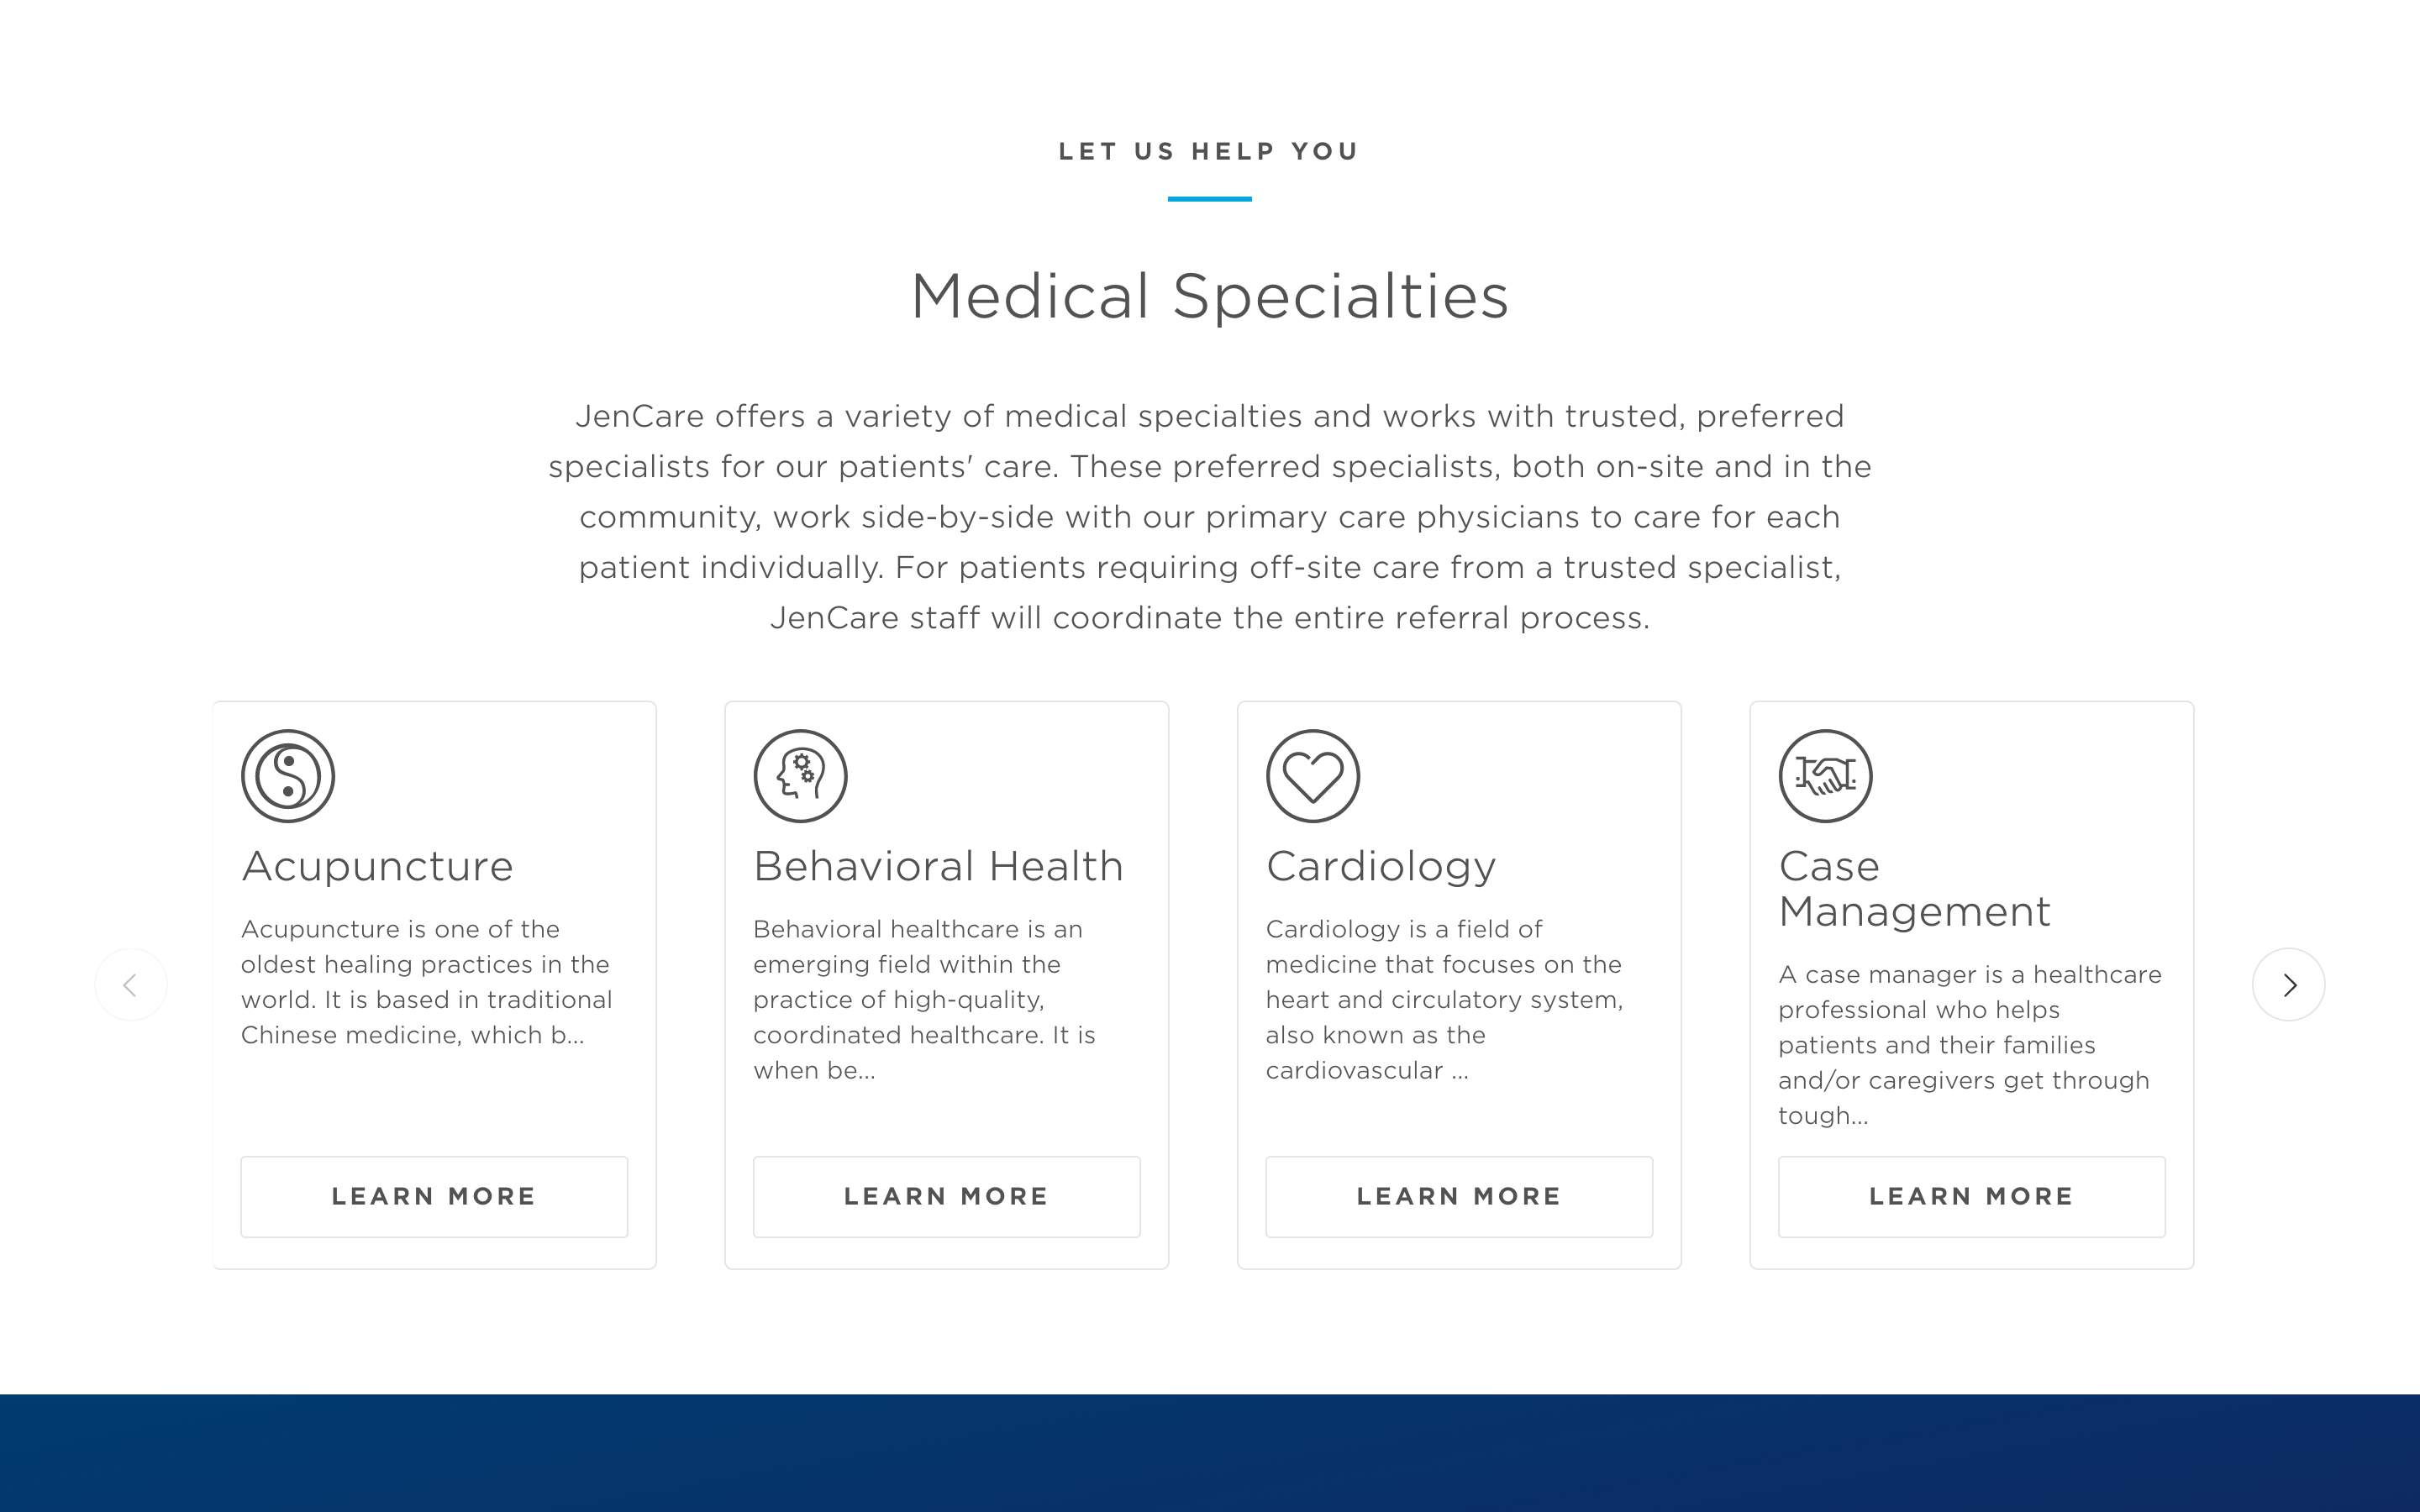 LET US HELP YOU
Medical Specialties
JenCare offers a variety of medical specialties and works with trusted, preferred
specialists for our patients' care. These preferred specialists, both on-site and in the
community, work side-by-side with our primary care physicians to care for each
patient individually. For patients requiring off-site care from a trusted specialist,
JenCare staff will coordinate the entire referral process.
Acupuncture
Acupuncture is one of the
oldest healing practices in the
world. It is based in traditional
Chinese medicine, which b...
LEARN MORE
Behavioral Health
Behavioral healthcare is an
emerging field within the
practice of high-quality,
coordinated healthcare. It is
when be...
LEARN MORE
Cardiology
Cardiology is a field of
medicine that focuses on the
heart and circulatory system,
also known as the
cardiovascular ...
LEARN MORE
Case
Management
A case manager is a healthcare
professional who helps
patients and their families
and/or caregivers get through
tough...
LEARN MORE